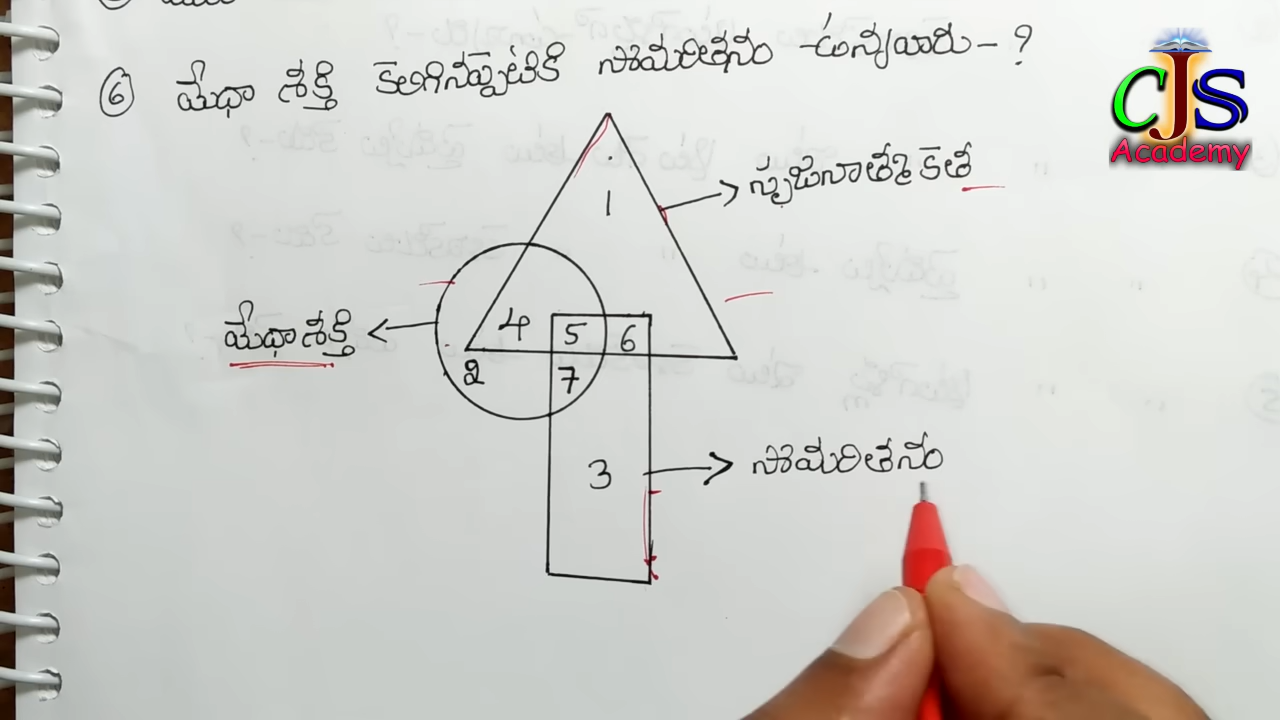 ⑥ మేధా శక్తి కలిగినప్పటికి సోమరితనం ఉన్నవారు - ?
CJS
Academy
1
సృజనాత్మకత
మేధాశక్తి
4 5 6
2 7
3
సోమరితనం